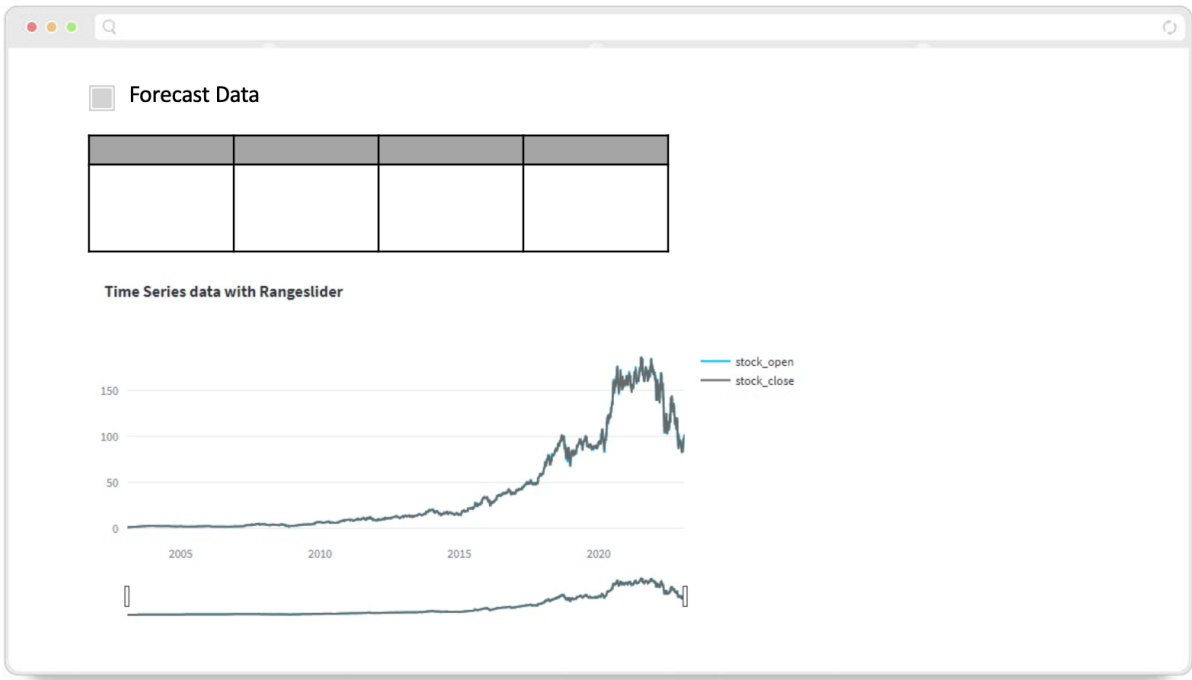 Forecast Data
Time Series data with Rangeslider
stock_open
stock_close
150
100
50
0
2005 2010 2015 2020